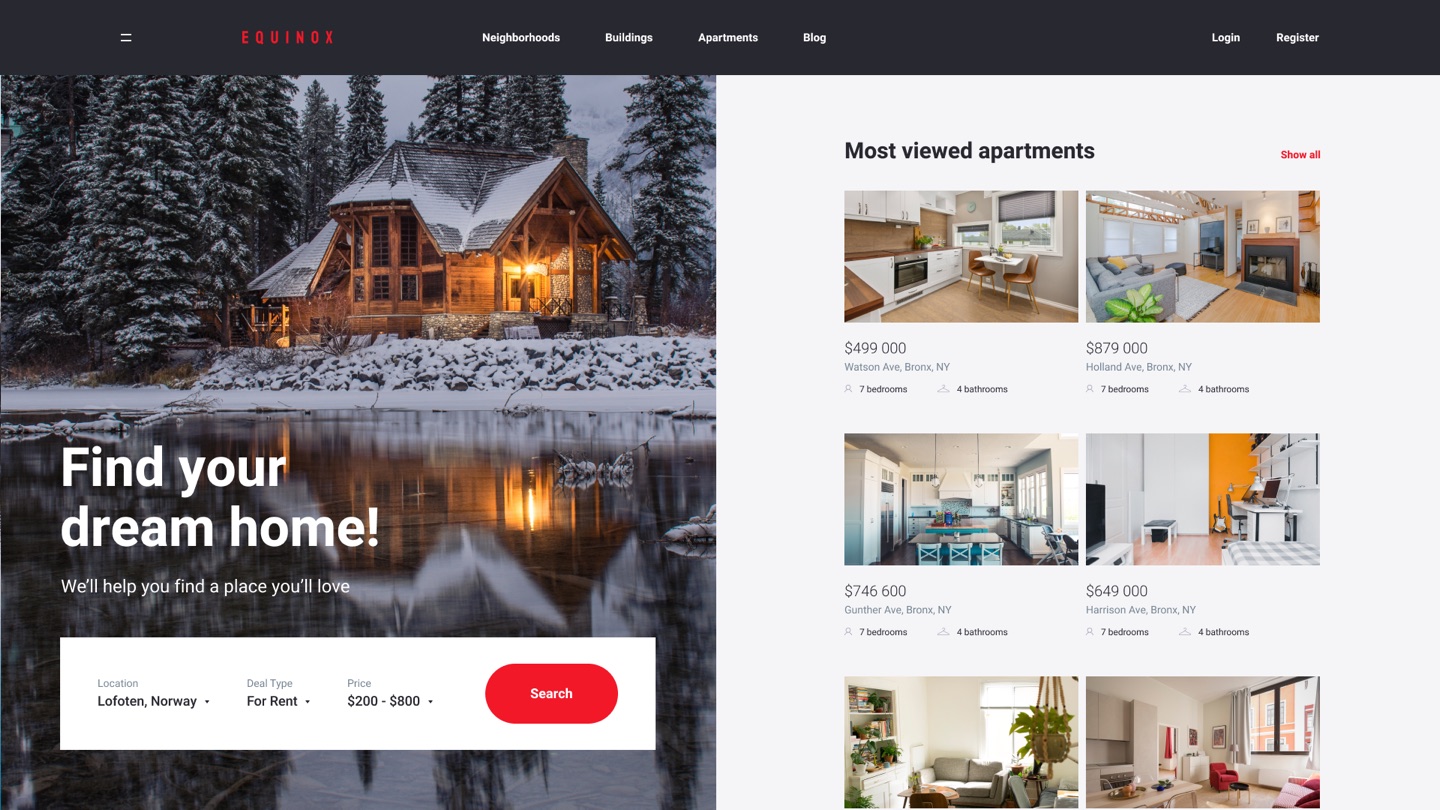 EQUINOX
Neighborhoods
Buildings
Apartments
Blog
Login
Register
Find your
dream home!
We’ll help you find a place you’ll love
Location
Lofoten, Norway
Deal Type
For Rent
Price
$200 - $800
Search
Most viewed apartments
Show all
$499 000
Watson Ave, Bronx, NY
7 bedrooms
4 bathrooms
$879 000
Holland Ave, Bronx, NY
7 bedrooms
4 bathrooms
$746 600
Gunther Ave, Bronx, NY
7 bedrooms
4 bathrooms
$649 000
Harrison Ave, Bronx, NY
7 bedrooms
4 bathrooms